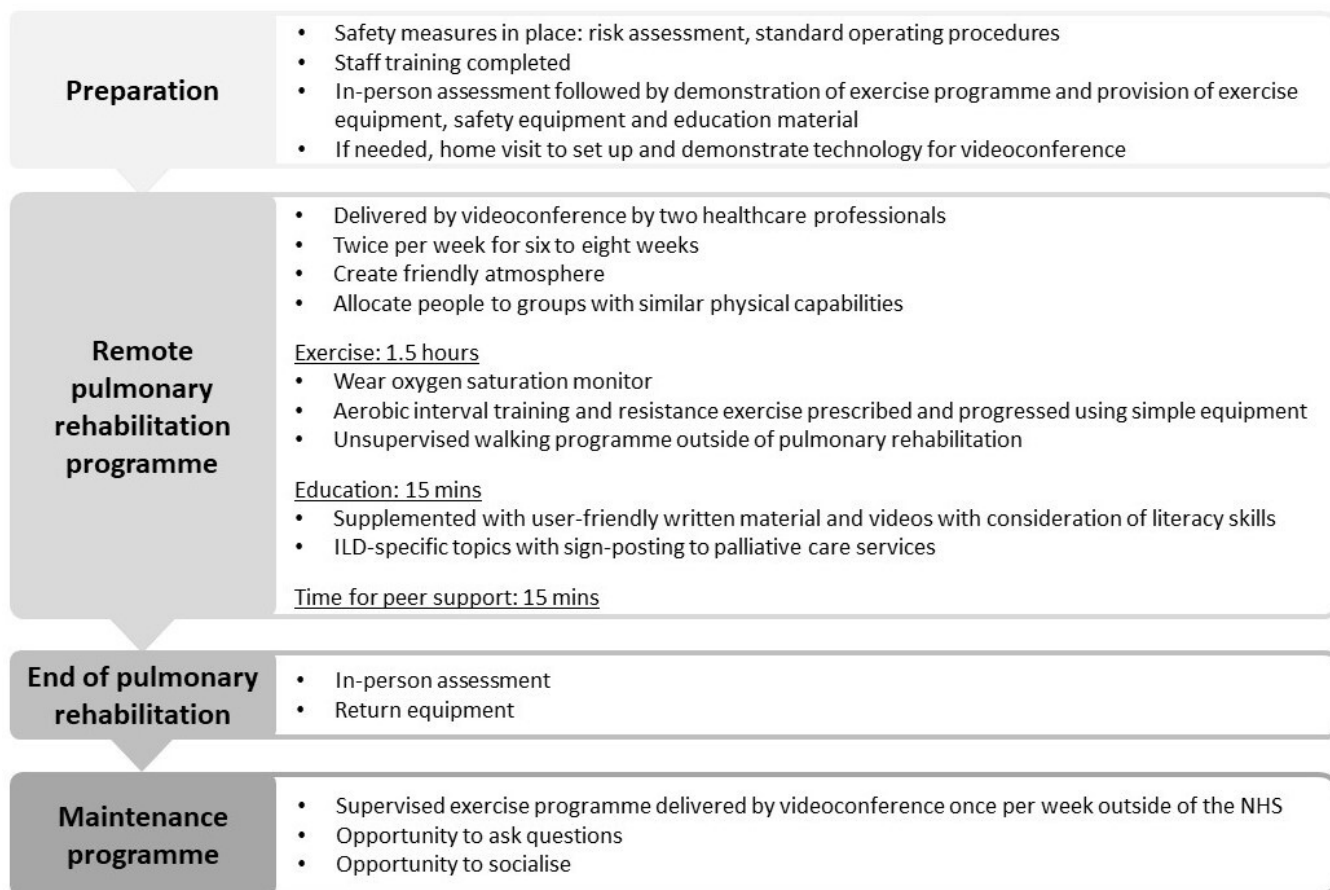 Preparation
• Safety measures in place: risk assessment, standard operating procedures
• Staff training completed
• In-person assessment followed by demonstration of exercise programme and provision of exercise
equipment, safety equipment and education material
• If needed, home visit to set up and demonstrate technology for videoconference
Remote
pulmonary
rehabilitation
programme
• Delivered by videoconference by two healthcare professionals
• Twice per week for six to eight weeks
• Create friendly atmosphere
• Allocate people to groups with similar physical capabilities
Exercise: 1.5 hours
• Wear oxygen saturation monitor
• Aerobic interval training and resistance exercise prescribed and progressed using simple equipment
• Unsupervised walking programme outside of pulmonary rehabilitation
Education: 15 mins
• Supplemented with user-friendly written material and videos with consideration of literacy skills
• ILD-specific topics with sign-posting to palliative care services
Time for peer support: 15 mins
End of pulmonary
rehabilitation
• In-person assessment
• Return equipment
Maintenance
programme
• Supervised exercise programme delivered by videoconference once per week outside of the NHS
• Opportunity to ask questions
• Opportunity to socialise